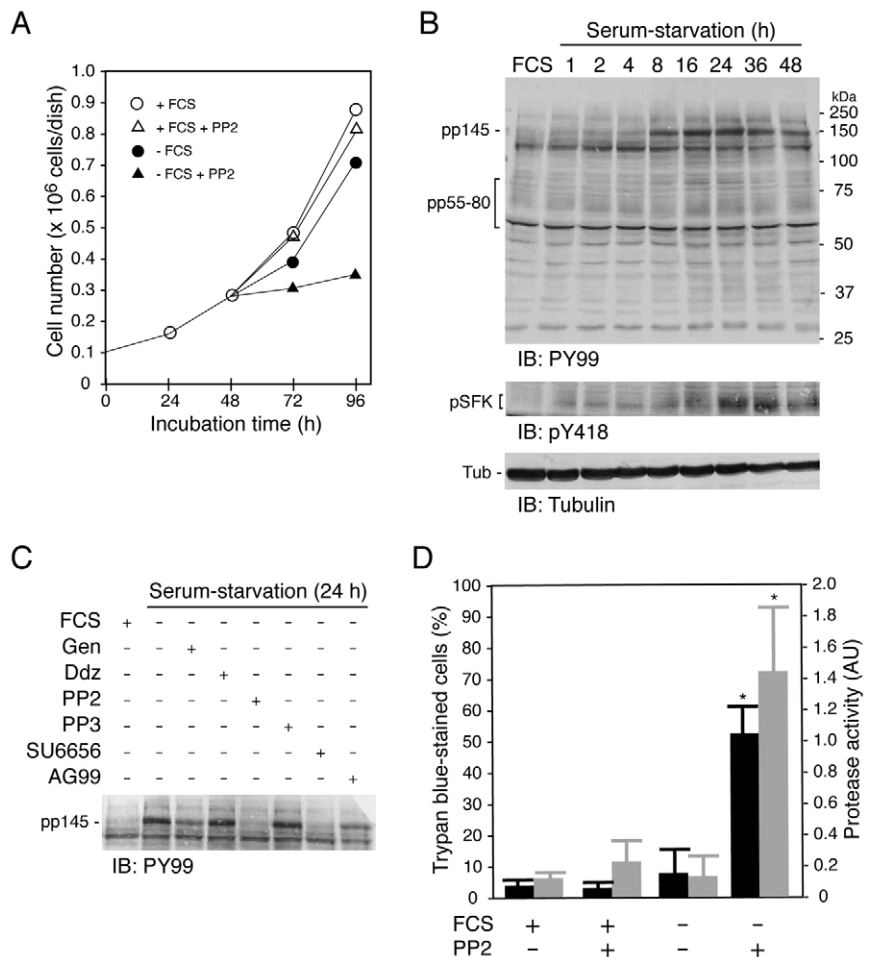 A
Cell number (x 10⁶ cells/dish)
1.0
0.9
0.8
0.7
0.6
0.5
0.4
0.3
0.2
0.1
0
+ FCS
+ FCS + PP2
- FCS
- FCS + PP2
0 24 48 72 96
Incubation time (h)
B
Serum-starvation (h)
FCS 1 2 4 8 16 24 36 48
kDa
pp145 -
pp55-80
- 250
- 150
- 100
- 75
- 50
- 37
- 25
IB: PY99
pSFK
IB: pY418
Tub -
IB: Tubulin
C
Serum-starvation (24 h)
FCS + - - - - - - -
Gen - - + - - - - -
Ddz - - - + - - - -
PP2 - - - - + - - -
PP3 - - - - - + - -
SU6656 - - - - - - + -
AG99 - - - - - - - +
pp145 -
IB: PY99
D
Trypan blue-stained cells (%)
100
90
80
70
60
50
40
30
20
10
0
* *
2.0
1.8
1.6
1.4
1.2
1.0
0.8
0.6
0.4
0.2
0
Protease activity (AU)
FCS + + - -
PP2 - + - +